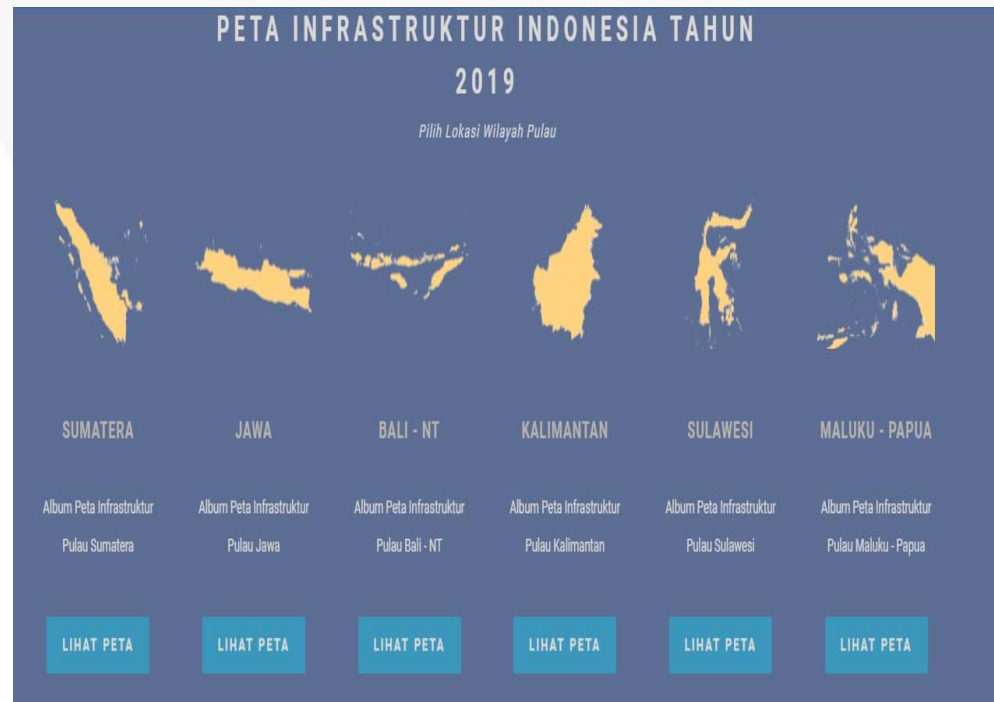 PETA INFRASTRUKTUR INDONESIA TAHUN
2019
Pilih Lokasi Wilayah Pulau
SUMATERA
JAWA
BALI - NT
KALIMANTAN
SULAWESI
MALUKU - PAPUA
Album Peta Infrastruktur
Pulau Sumatera
Album Peta Infrastruktur
Pulau Jawa
Album Peta Infrastruktur
Pulau Bali - NT
Album Peta Infrastruktur
Pulau Kalimantan
Album Peta Infrastruktur
Pulau Sulawesi
Album Peta Infrastruktur
Pulau Maluku - Papua
LIHAT PETA
LIHAT PETA
LIHAT PETA
LIHAT PETA
LIHAT PETA
LIHAT PETA